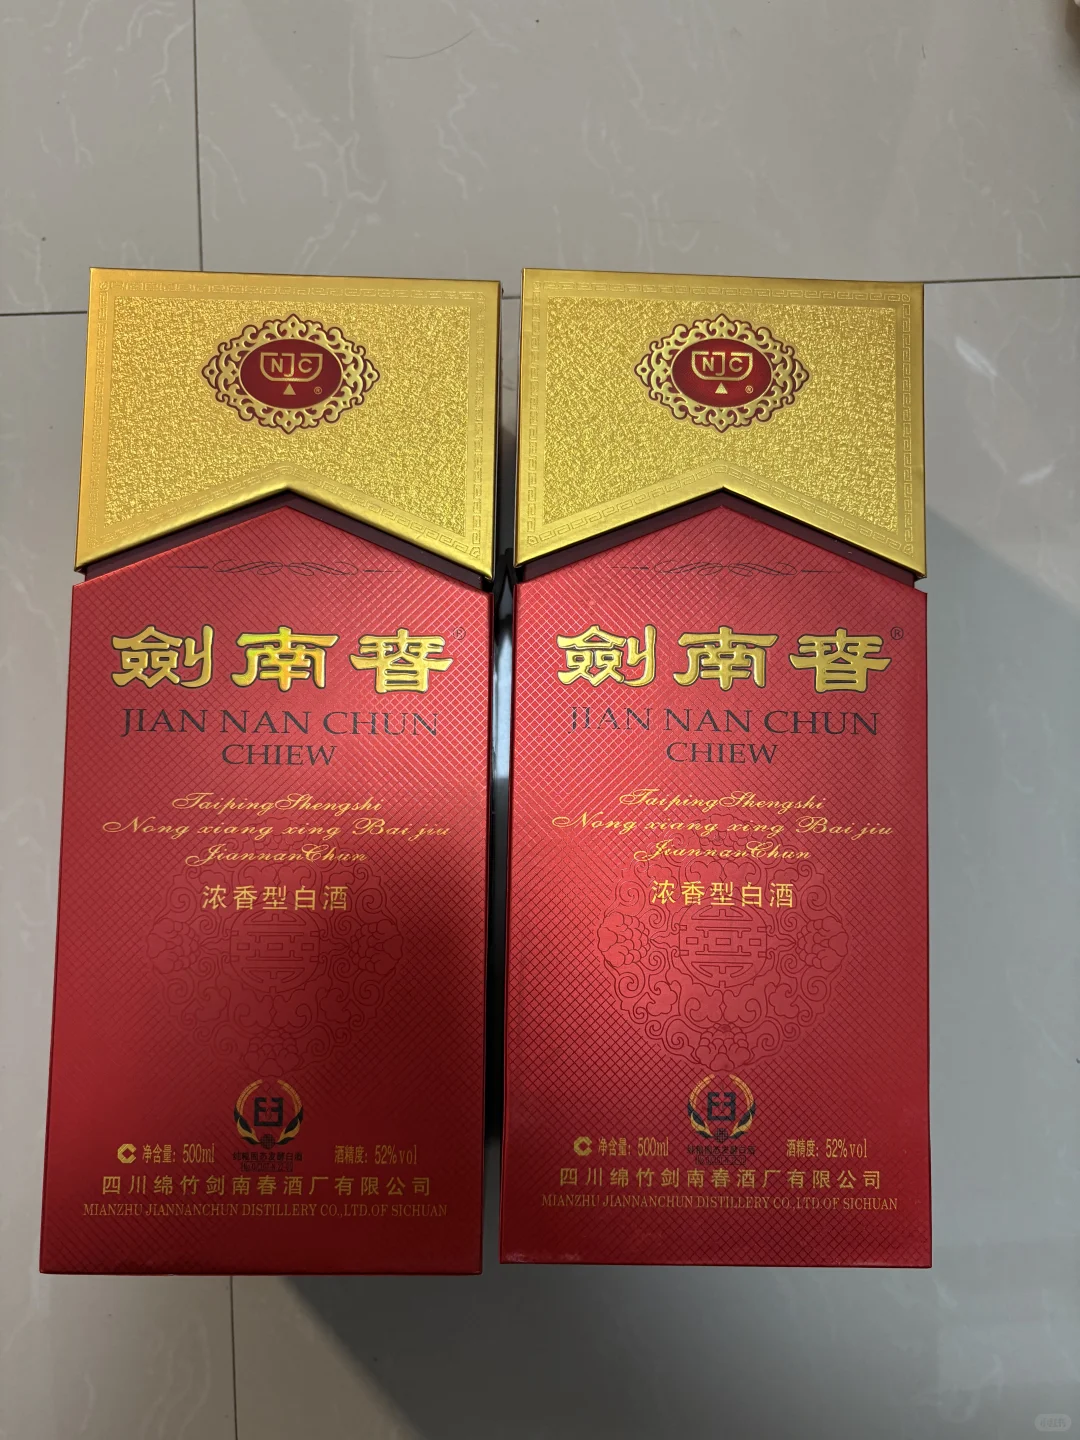 NJC
®
劍南春®
JIAN NAN CHUN
CHIEW
TaipingShengshi
Nong xiang xing Bai jiu
JiannanChun
浓香型白酒
净含量：500ml 酒精度：52%vol
四川绵竹剑南春酒厂有限公司
MIANZHU JIANNANCHUN DISTILLERY CO.,LTD.OF SICHUAN
NJC
®
劍南春®
JIAN NAN CHUN
CHIEW
TaipingShengshi
Nong xiang xing Bai jiu
JiannanChun
浓香型白酒
净含量：500ml 酒精度：52%vol
四川绵竹剑南春酒厂有限公司
MIANZHU JIANNANCHUN DISTILLERY CO.,LTD.OF SICHUAN